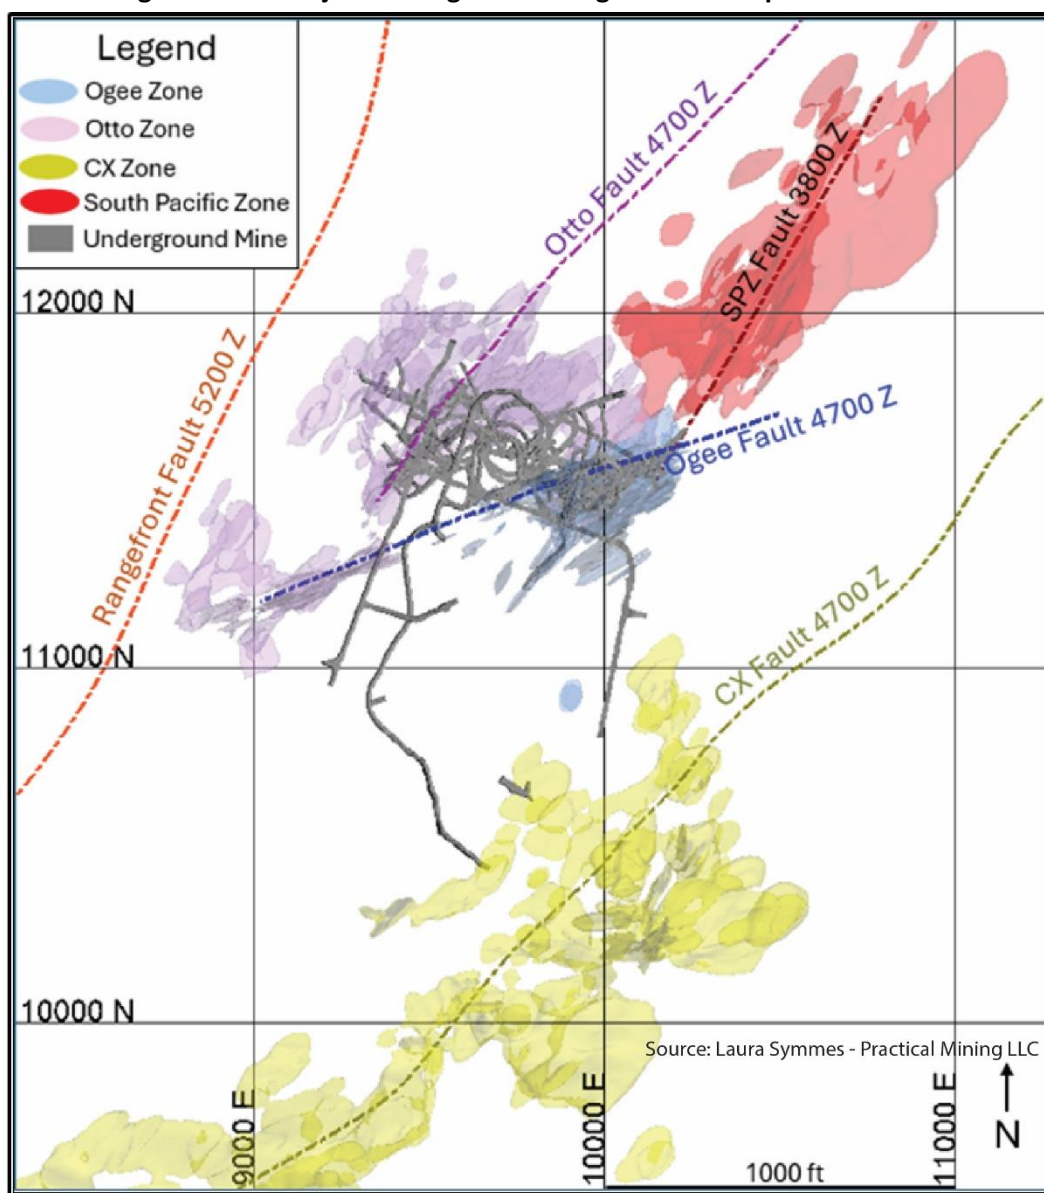 Legend
Ogee Zone
Otto Zone
CX Zone
South Pacific Zone
Underground Mine
Otto Fault 4700 Z
SPZ Fault 3800 Z
12000 N
Rangefront Fault 5200 Z
Ogee Fault 4700 Z
CX Fault 4700 Z
11000 N
10000 N
Source: Laura Symmes - Practical Mining LLC
9000 E
10000 E
11000 E
N
1000 ft